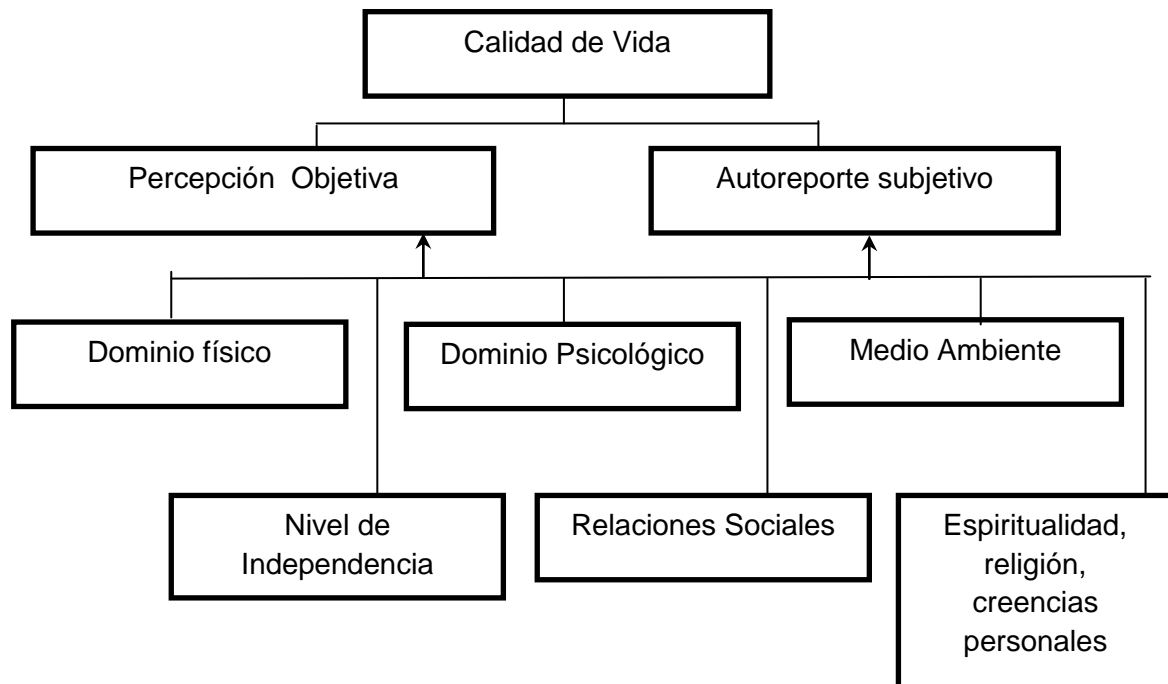 Calidad de Vida
Percepción Objetiva
Autoreporte subjetivo
Dominio físico
Dominio Psicológico
Medio Ambiente
Nivel de
Independencia
Relaciones Sociales
Espiritualidad,
religión,
creencias
personales